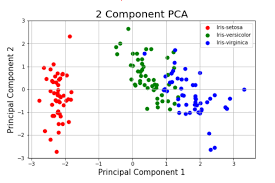 2 Component PCA
Iris-setosa
Iris-versicolor
Iris-virginica
Principal Component 2
3
2
1
0
−1
−2
−3
−3
−2
−1
0
1
2
3
Principal Component 1